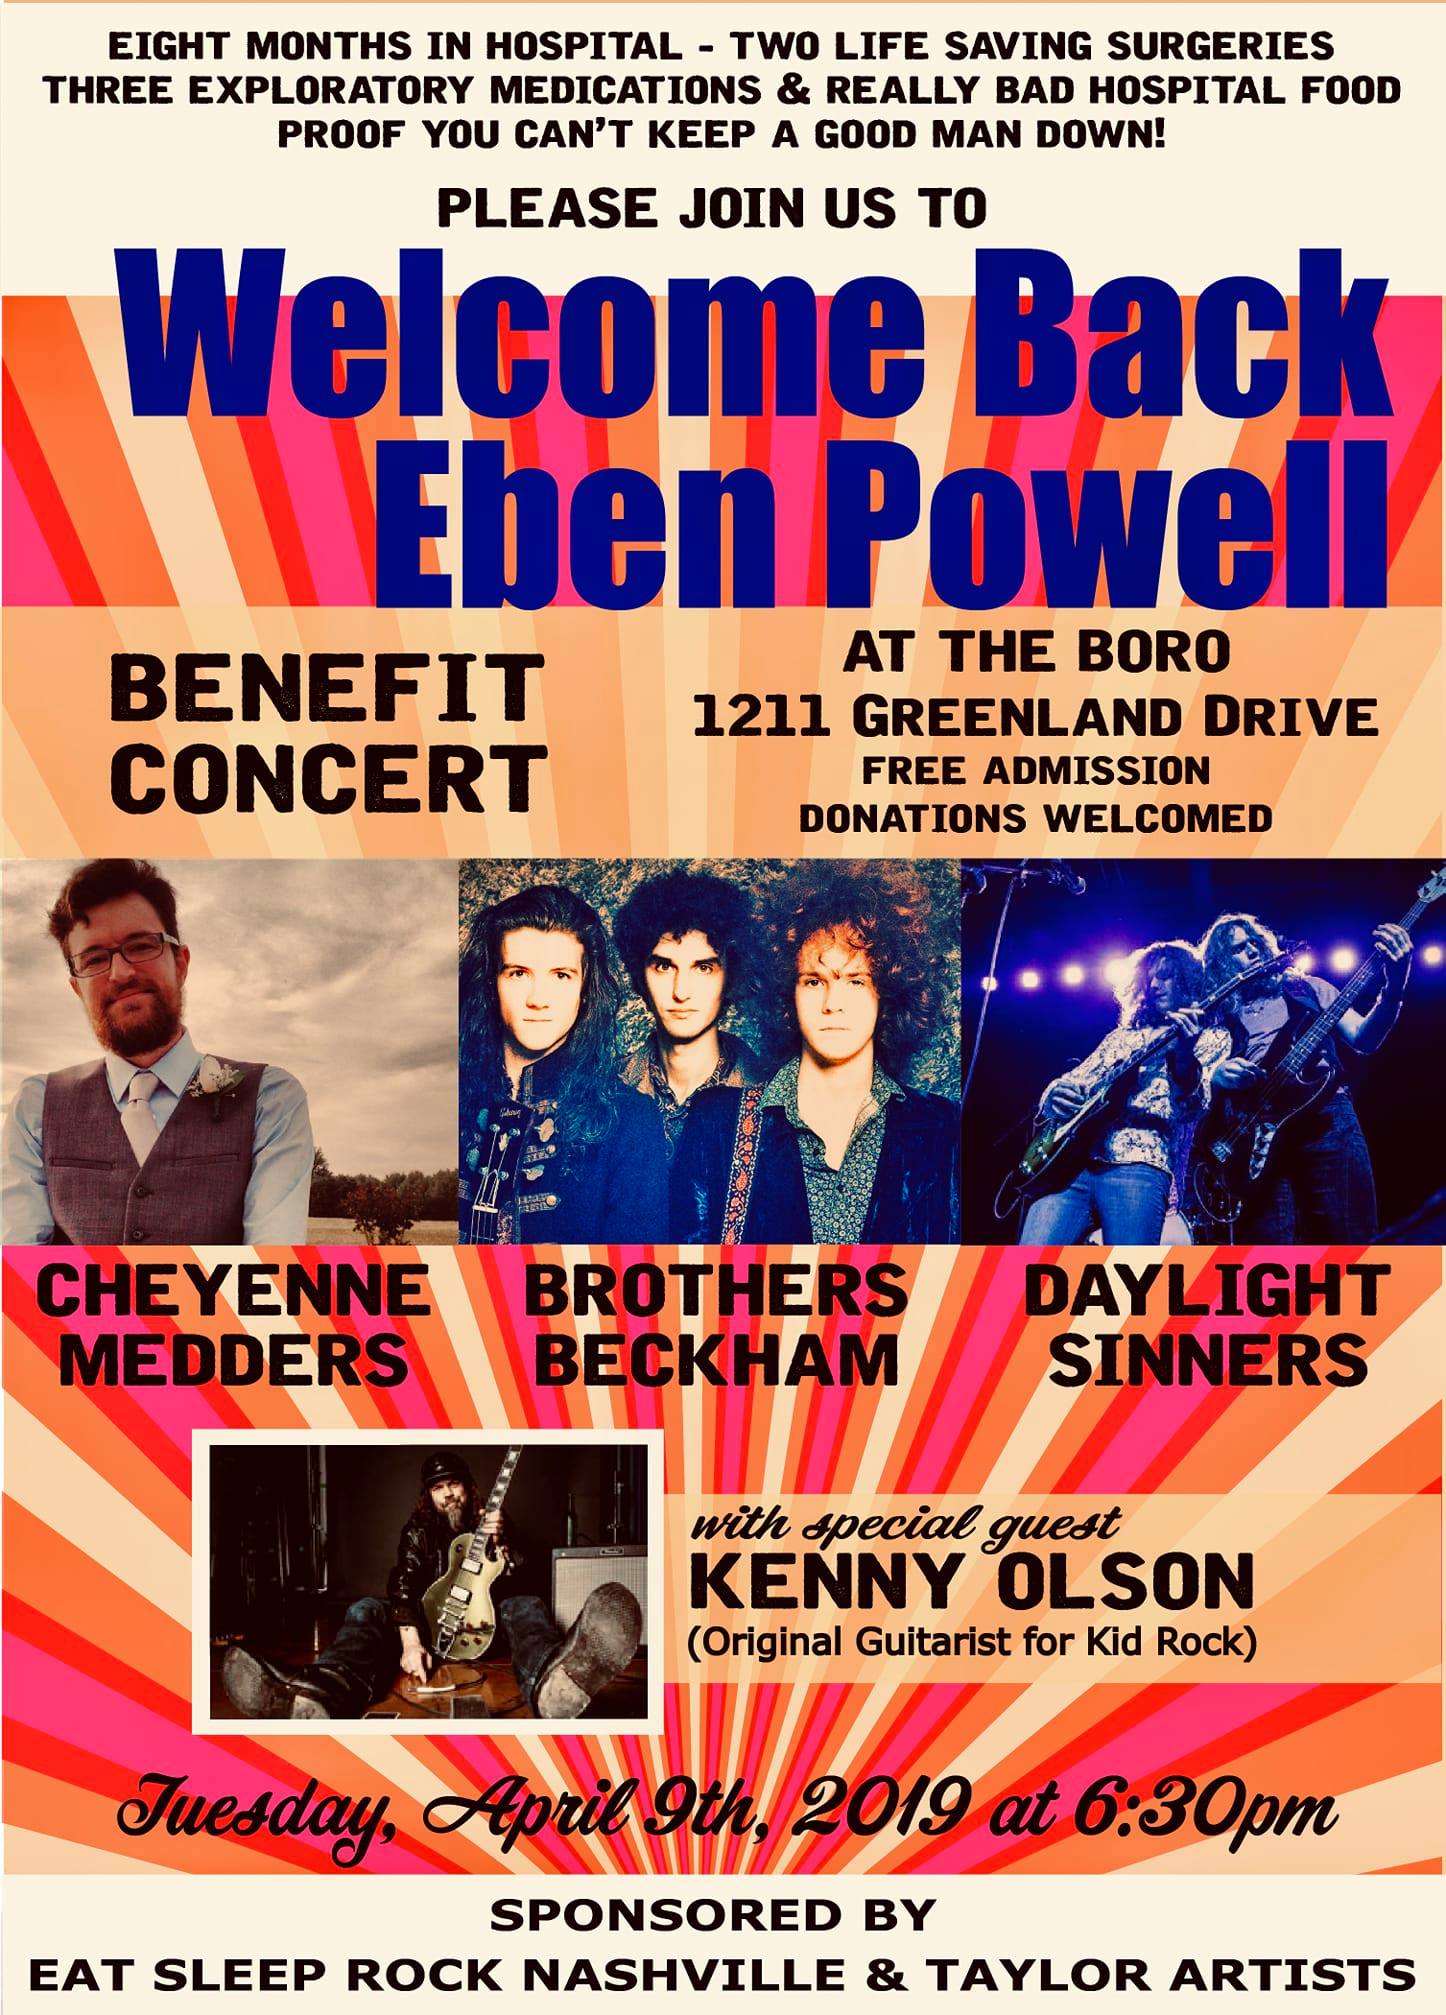 EIGHT MONTHS IN HOSPITAL - TWO LIFE SAVING SURGERIES
THREE EXPLORATORY MEDICATIONS & REALLY BAD HOSPITAL FOOD
PROOF YOU CAN'T KEEP A GOOD MAN DOWN!
PLEASE JOIN US TO
Welcome Back
Eben Powell
BENEFIT
CONCERT
AT THE BORO
1211 GREENLAND DRIVE
FREE ADMISSION
DONATIONS WELCOMED
CHEYENNE
MEDDERS
BROTHERS
BECKHAM
DAYLIGHT
SINNERS
with special guest
KENNY OLSON
(Original Guitarist for Kid Rock)
Tuesday, April 9th, 2019 at 6:30pm
SPONSORED BY
EAT SLEEP ROCK NASHVILLE & TAYLOR ARTISTS